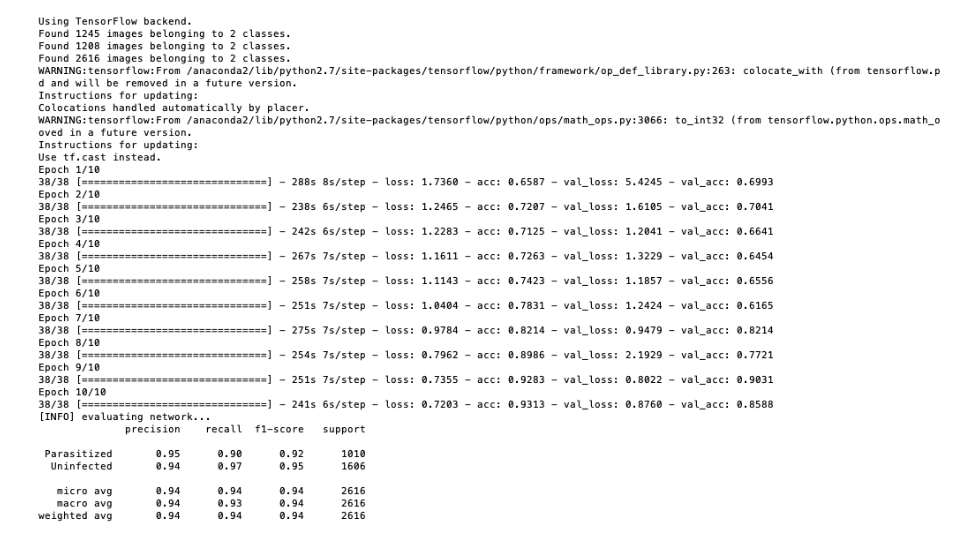 Using TensorFlow backend.
Found 1245 images belonging to 2 classes.
Found 1208 images belonging to 2 classes.
Found 2616 images belonging to 2 classes.
WARNING:tensorflow:From /anaconda2/lib/python2.7/site-packages/tensorflow/python/framework/op_def_library.py:263: colocate_with (from tensorflow.p
d and will be removed in a future version.
Instructions for updating:
Colocations handled automatically by placer.
WARNING:tensorflow:From /anaconda2/lib/python2.7/site-packages/tensorflow/python/ops/math_ops.py:3066: to_int32 (from tensorflow.python.ops.math_o
oved in a future version.
Instructions for updating:
Use tf.cast instead.
Epoch 1/10
38/38 [==============================] - 288s 8s/step - loss: 1.7360 - acc: 0.6587 - val_loss: 5.4245 - val_acc: 0.6993
Epoch 2/10
38/38 [==============================] - 238s 6s/step - loss: 1.2465 - acc: 0.7207 - val_loss: 1.6105 - val_acc: 0.7041
Epoch 3/10
38/38 [==============================] - 242s 6s/step - loss: 1.2283 - acc: 0.7125 - val_loss: 1.2041 - val_acc: 0.6641
Epoch 4/10
38/38 [==============================] - 267s 7s/step - loss: 1.1611 - acc: 0.7263 - val_loss: 1.3229 - val_acc: 0.6454
Epoch 5/10
38/38 [==============================] - 258s 7s/step - loss: 1.1143 - acc: 0.7423 - val_loss: 1.1857 - val_acc: 0.6556
Epoch 6/10
38/38 [==============================] - 251s 7s/step - loss: 1.0404 - acc: 0.7831 - val_loss: 1.2424 - val_acc: 0.6165
Epoch 7/10
38/38 [==============================] - 275s 7s/step - loss: 0.9784 - acc: 0.8214 - val_loss: 0.9479 - val_acc: 0.8214
Epoch 8/10
38/38 [==============================] - 254s 7s/step - loss: 0.7962 - acc: 0.8986 - val_loss: 2.1929 - val_acc: 0.7721
Epoch 9/10
38/38 [==============================] - 251s 7s/step - loss: 0.7355 - acc: 0.9283 - val_loss: 0.8022 - val_acc: 0.9031
Epoch 10/10
38/38 [==============================] - 241s 6s/step - loss: 0.7203 - acc: 0.9313 - val_loss: 0.8760 - val_acc: 0.8588
[INFO] evaluating network...
precision recall f1-score support
Parasitized 0.95 0.90 0.92 1010
Uninfected 0.94 0.97 0.95 1606
micro avg 0.94 0.94 0.94 2616
macro avg 0.94 0.93 0.94 2616
weighted avg 0.94 0.94 0.94 2616